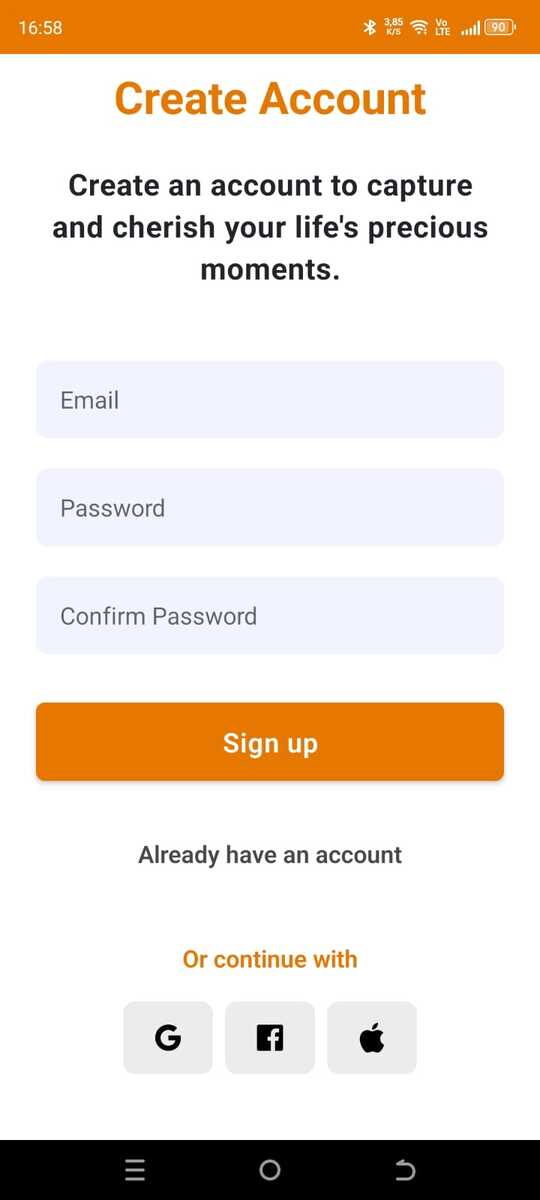 16:58
3,85
K/S
Vo
LTE
90
Create Account
Create an account to capture
and cherish your life's precious
moments.
Email
Password
Confirm Password
Sign up
Already have an account
Or continue with